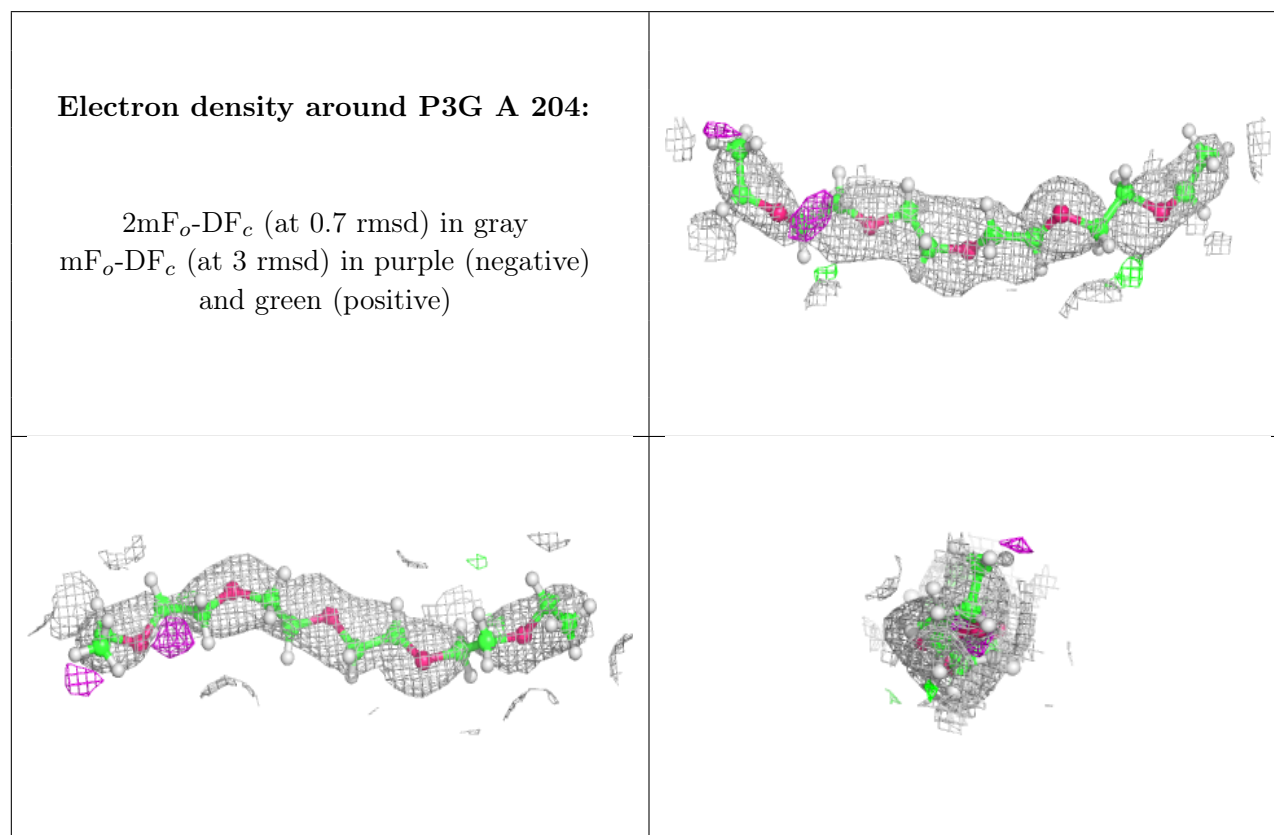 Electron density around P3G A 204:
2mFₒ-DF𝒸 (at 0.7 rmsd) in gray
mFₒ-DF𝒸 (at 3 rmsd) in purple (negative)
and green (positive)